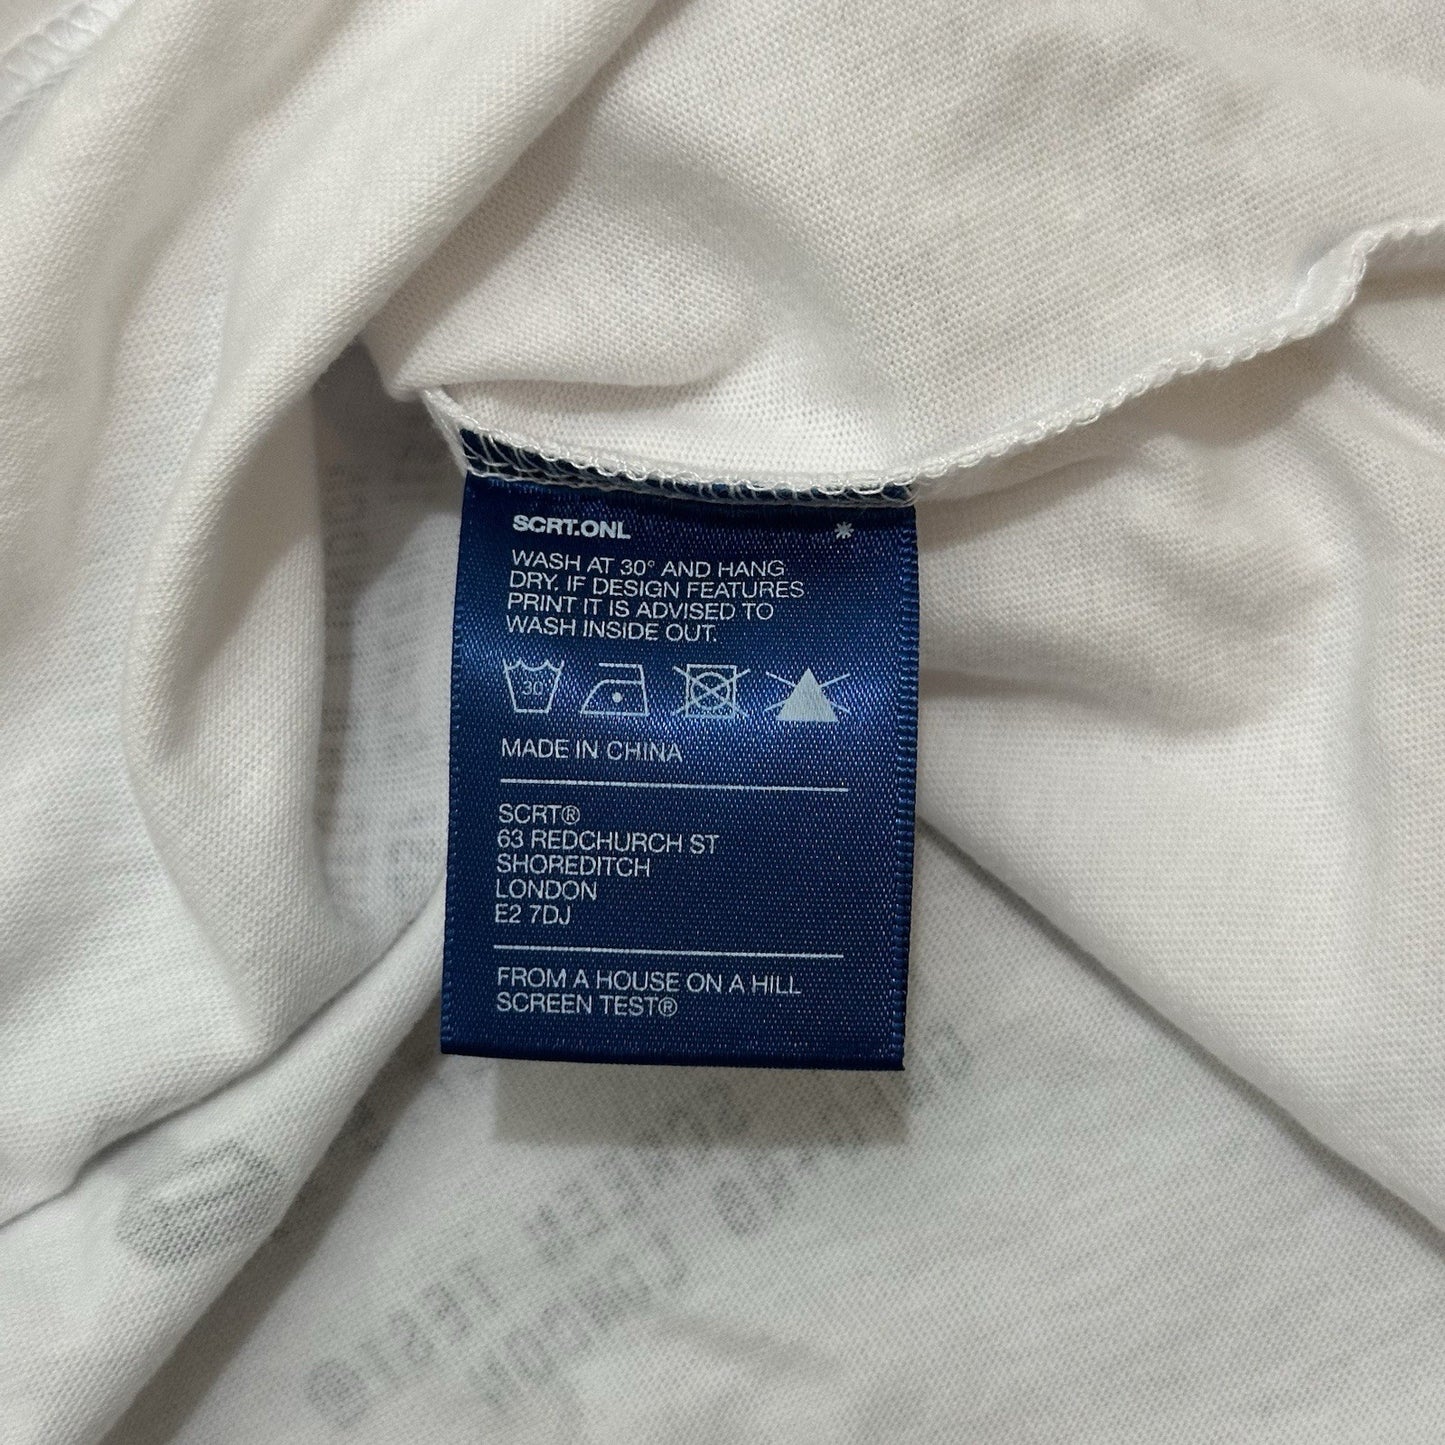 SCRT.ONL *
WASH AT 30° AND HANG
DRY. IF DESIGN FEATURES
PRINT IT IS ADVISED TO
WASH INSIDE OUT.
30°
MADE IN CHINA
SCRT®
63 REDCHURCH ST
SHOREDITCH
LONDON
E2 7DJ
FROM A HOUSE ON A HILL
SCREEN TEST®